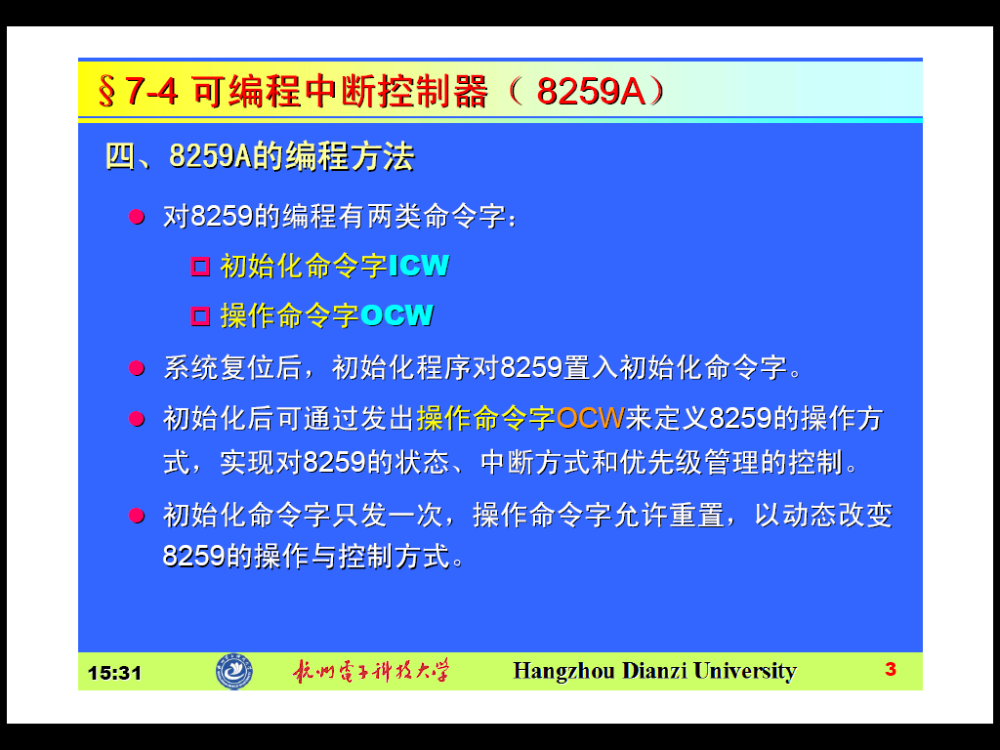 §7-4 可编程中断控制器（8259A）
四、8259A的编程方法
对8259的编程有两类命令字：
初始化命令字ICW
操作命令字OCW
系统复位后，初始化程序对8259置入初始化命令字。
初始化后可通过发出操作命令字OCW来定义8259的操作方
式，实现对8259的状态、中断方式和优先级管理的控制。
初始化命令字只发一次，操作命令字允许重置，以动态改变
8259的操作与控制方式。
15:31 杭州电子科技大学 Hangzhou Dianzi University 3